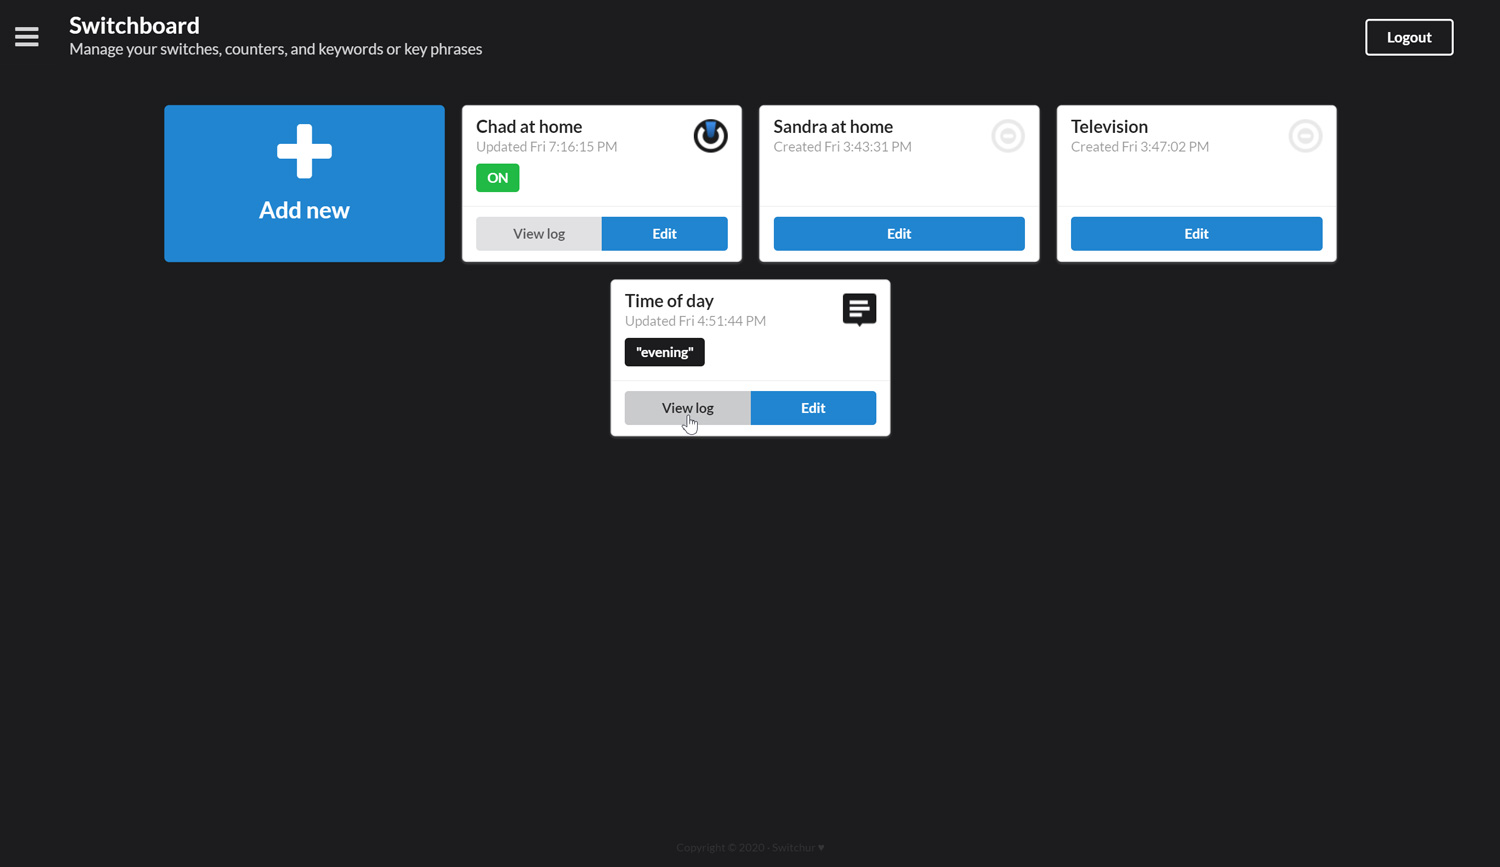 Switchboard
Manage your switches, counters, and keywords or key phrases
Logout
Add new
Chad at home
Updated Fri 7:16:15 PM
ON
View log
Edit
Sandra at home
Created Fri 3:43:31 PM
Edit
Television
Created Fri 3:47:02 PM
Edit
Time of day
Updated Fri 4:51:44 PM
"evening"
View log
Edit
Copyright © 2020 - Switchur ♥